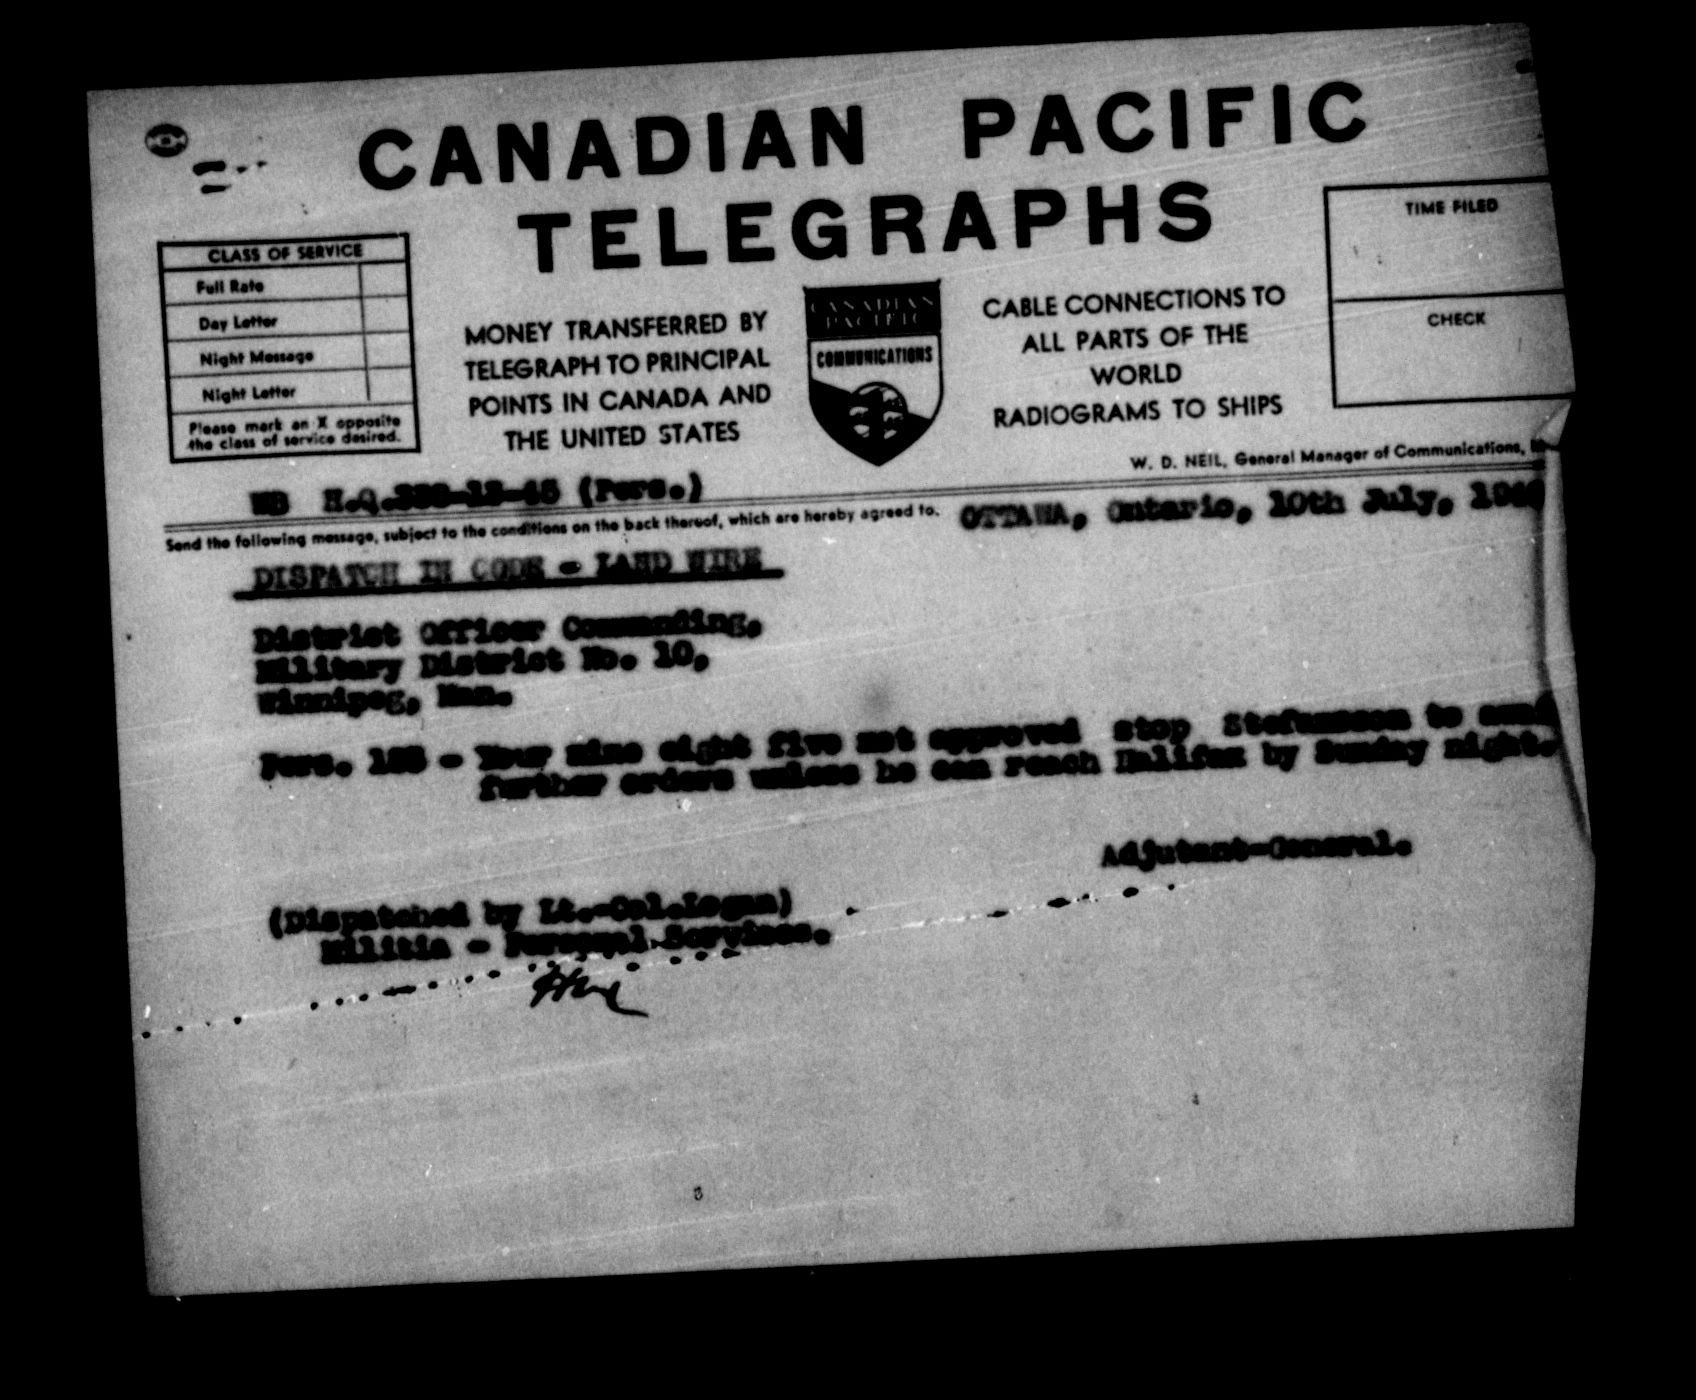 CANADIAN PACIFIC
TELEGRAPHS
CLASS OF SERVICE
Full Rate
Day Letter
Night Message
Night Letter
Please mark an X opposite
the class of service desired.
MONEY TRANSFERRED BY
TELEGRAPH TO PRINCIPAL
POINTS IN CANADA AND
THE UNITED STATES
CANADIAN
PACIFIC
COMMUNICATIONS
CABLE CONNECTIONS TO
ALL PARTS OF THE
WORLD
RADIOGRAMS TO SHIPS
TIME FILED
CHECK
W. D. NEIL, General Manager of Communications,
H.Q. (Pers.)
Send the following message, subject to the conditions on the back thereof, which are hereby agreed to.
OTTAWA, Ontario, 10th July,
DISPATCH IN CODE - LAND WIRE
District Officer Commanding,
Military District No. 10,
Winnipeg, Man.
Pers. - Your nine eight five not approved stop Stefansson to
further orders unless he can reach Halifax by Sunday night.
Adjutant-General.
(Dispatched by Lt.-Col.Logan)
Militia - Personal Services.